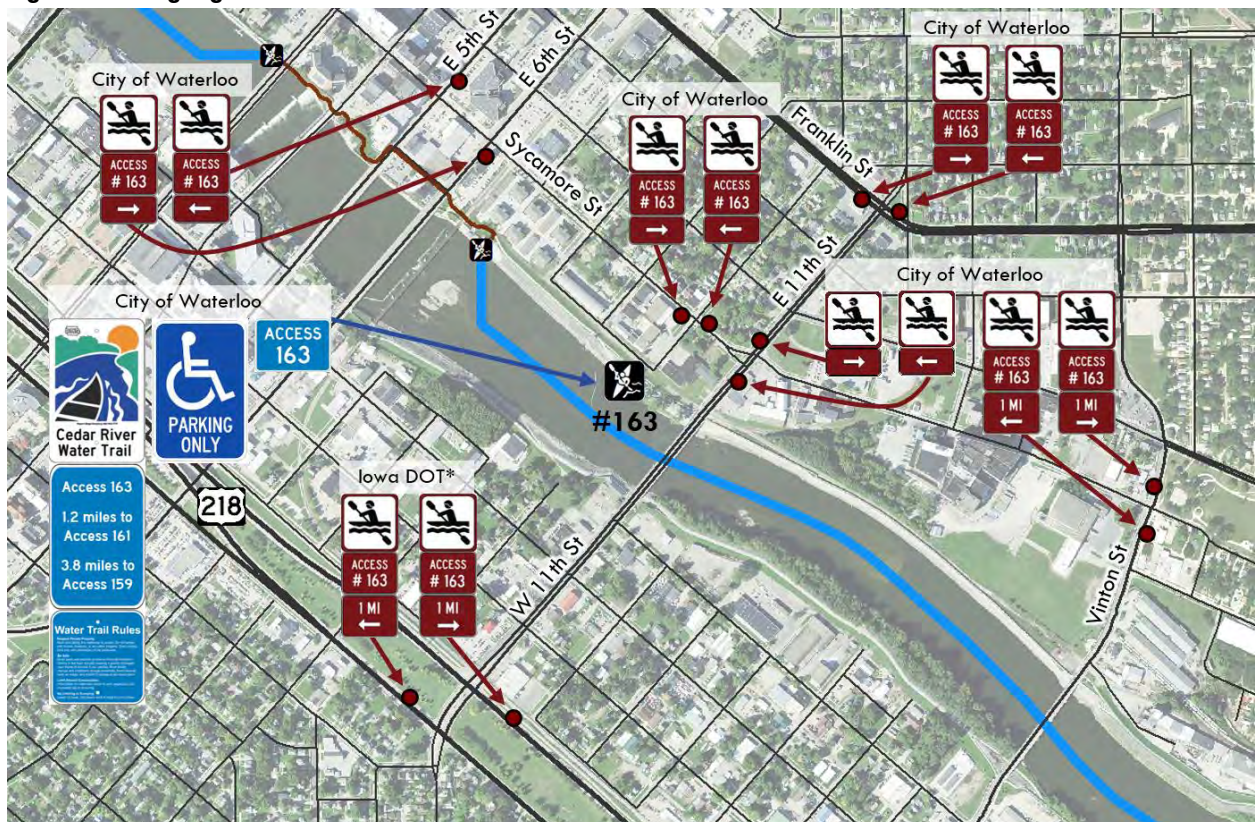 City of Waterloo
ACCESS
# 163
ACCESS
# 163
E 5th St
E 6th St
Sycamore St
City of Waterloo
ACCESS
# 163
ACCESS
# 163
Franklin St
City of Waterloo
ACCESS
# 163
ACCESS
# 163
E 11th St
City of Waterloo
ACCESS
# 163
1 MI
ACCESS
# 163
1 MI
City of Waterloo
Cedar River
Water Trail
PARKING
ONLY
ACCESS
163
Access 163
1.2 miles to
Access 161
3.8 miles to
Access 159
Water Trail Rules
#163
218
Iowa DOT*
ACCESS
# 163
1 MI
ACCESS
# 163
1 MI
W 11th St
Vinton St